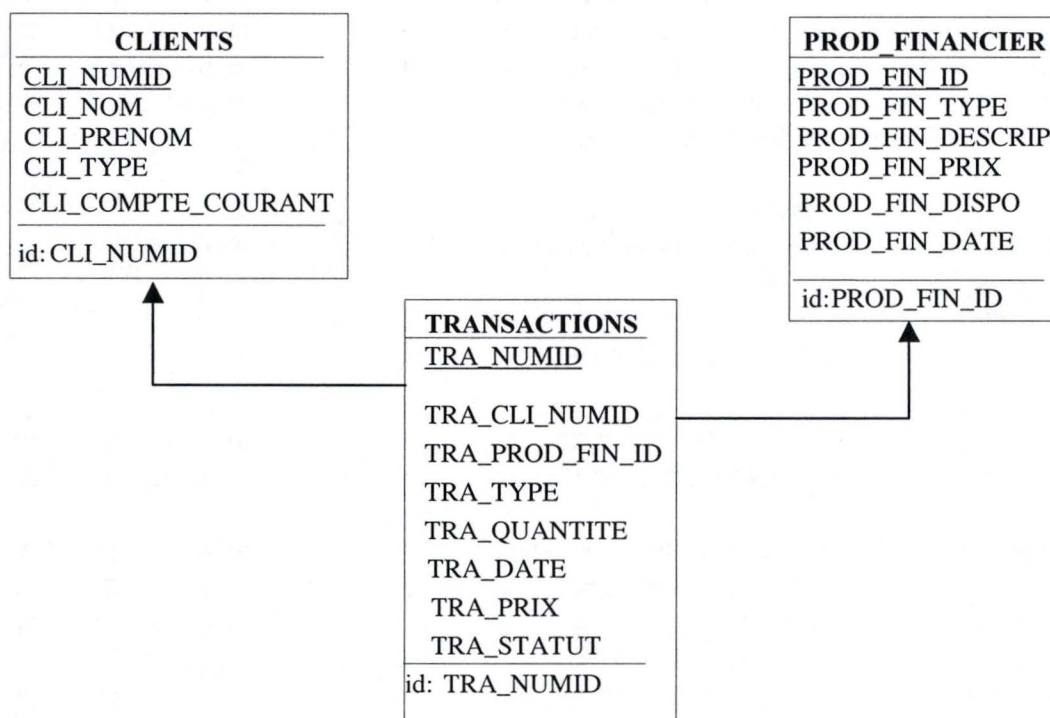 CLIENTS
CLI_NUMID
CLI_NOM
CLI_PRENOM
CLI_TYPE
CLI_COMPTE_COURANT
id: CLI_NUMID
PROD_FINANCIER
PROD_FIN_ID
PROD_FIN_TYPE
PROD_FIN_DESCRIP
PROD_FIN_PRIX
PROD_FIN_DISPO
PROD_FIN_DATE
id:PROD_FIN_ID
TRANSACTIONS
TRA_NUMID
TRA_CLI_NUMID
TRA_PROD_FIN_ID
TRA_TYPE
TRA_QUANTITE
TRA_DATE
TRA_PRIX
TRA_STATUT
id: TRA_NUMID